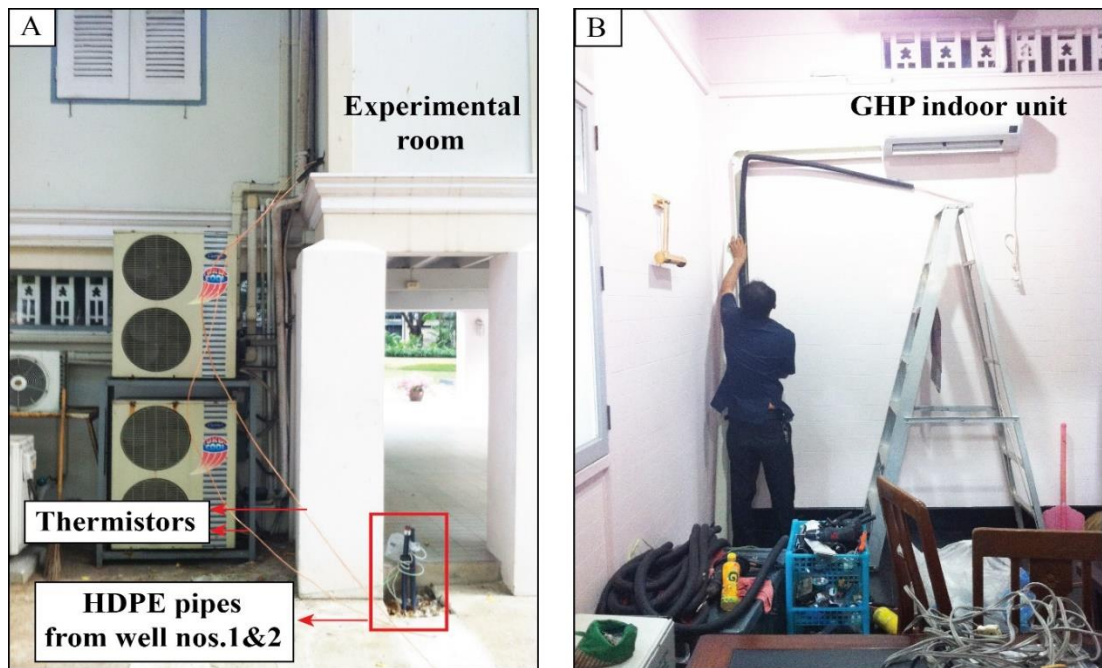 A
Experimental
room
Thermistors
HDPE pipes
from well nos.1&2
B
GHP indoor unit